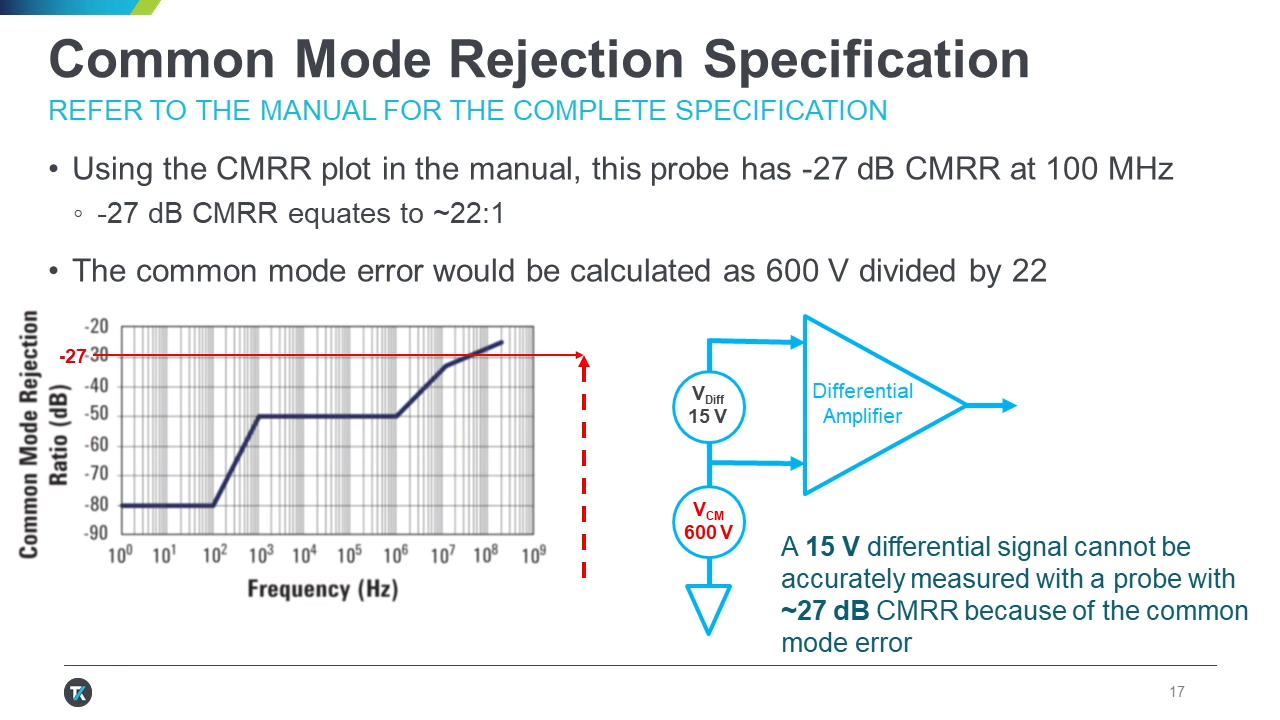 Common Mode Rejection Specification
REFER TO THE MANUAL FOR THE COMPLETE SPECIFICATION
• Using the CMRR plot in the manual, this probe has -27 dB CMRR at 100 MHz
◦ -27 dB CMRR equates to ~22:1
• The common mode error would be calculated as 600 V divided by 22
Common Mode Rejection
Ratio (dB)
-20
-27
-30
-40
-50
-60
-70
-80
-90
10⁰ 10¹ 10² 10³ 10⁴ 10⁵ 10⁶ 10⁷ 10⁸ 10⁹
Frequency (Hz)
VDiff
15 V
Differential
Amplifier
VCM
600 V
A 15 V differential signal cannot be
accurately measured with a probe with
~27 dB CMRR because of the common
mode error
TK
17